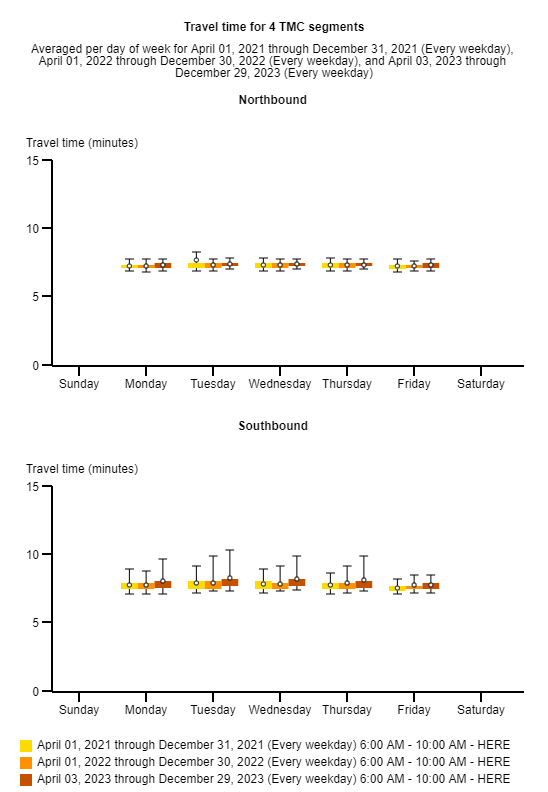 Travel time for 4 TMC segments
Averaged per day of week for April 01, 2021 through December 31, 2021 (Every weekday),
April 01, 2022 through December 30, 2022 (Every weekday), and April 03, 2023 through
December 29, 2023 (Every weekday)
Northbound
Travel time (minutes)
15
10
5
0
Sunday Monday Tuesday Wednesday Thursday Friday Saturday
Southbound
Travel time (minutes)
15
10
5
0
Sunday Monday Tuesday Wednesday Thursday Friday Saturday
April 01, 2021 through December 31, 2021 (Every weekday) 6:00 AM - 10:00 AM - HERE
April 01, 2022 through December 30, 2022 (Every weekday) 6:00 AM - 10:00 AM - HERE
April 03, 2023 through December 29, 2023 (Every weekday) 6:00 AM - 10:00 AM - HERE